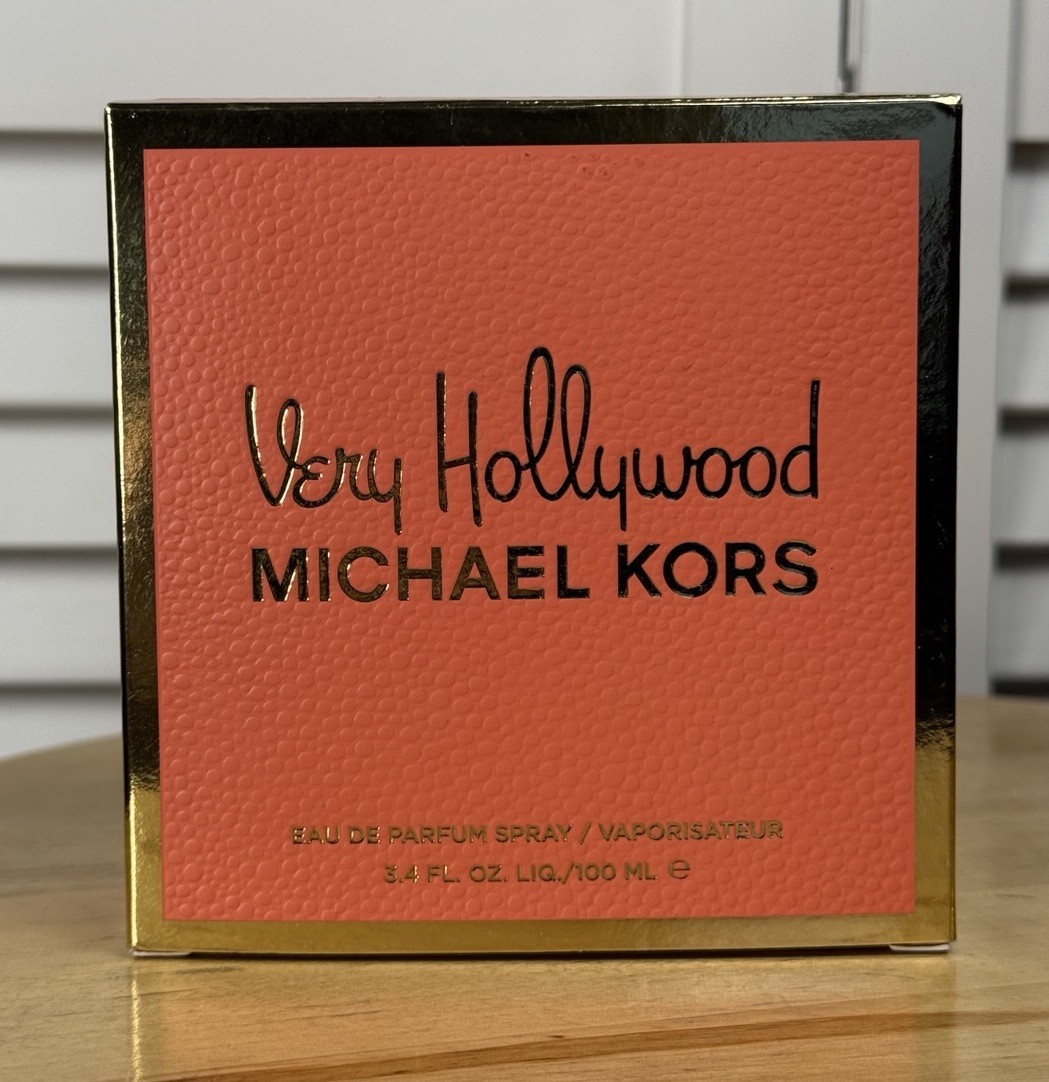 Very Hollywood
MICHAEL KORS
EAU DE PARFUM SPRAY / VAPORISATEUR
3.4 FL. OZ. LIQ./100 ML ℮